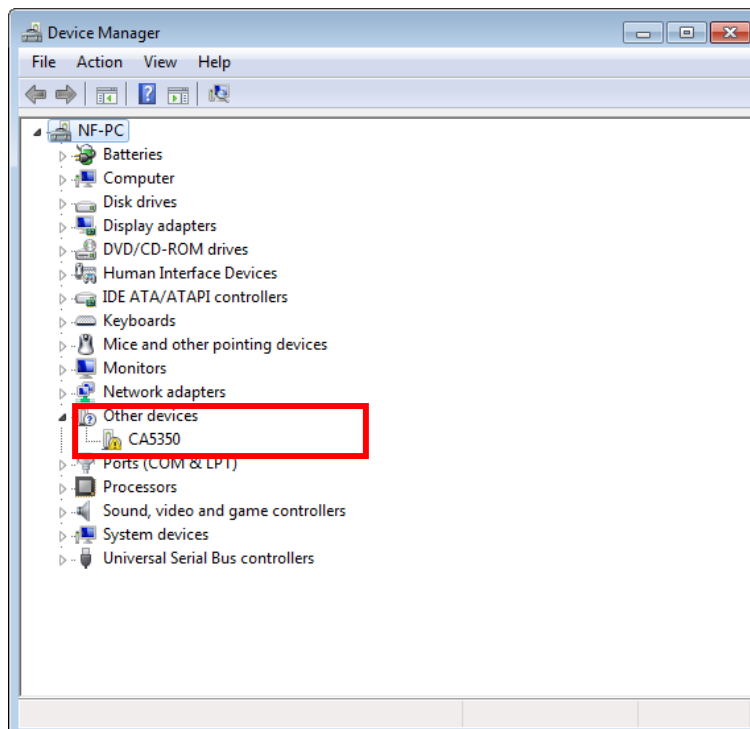 Device Manager
File Action View Help
NF-PC
Batteries
Computer
Disk drives
Display adapters
DVD/CD-ROM drives
Human Interface Devices
IDE ATA/ATAPI controllers
Keyboards
Mice and other pointing devices
Monitors
Network adapters
Other devices
CA5350
Ports (COM & LPT)
Processors
Sound, video and game controllers
System devices
Universal Serial Bus controllers